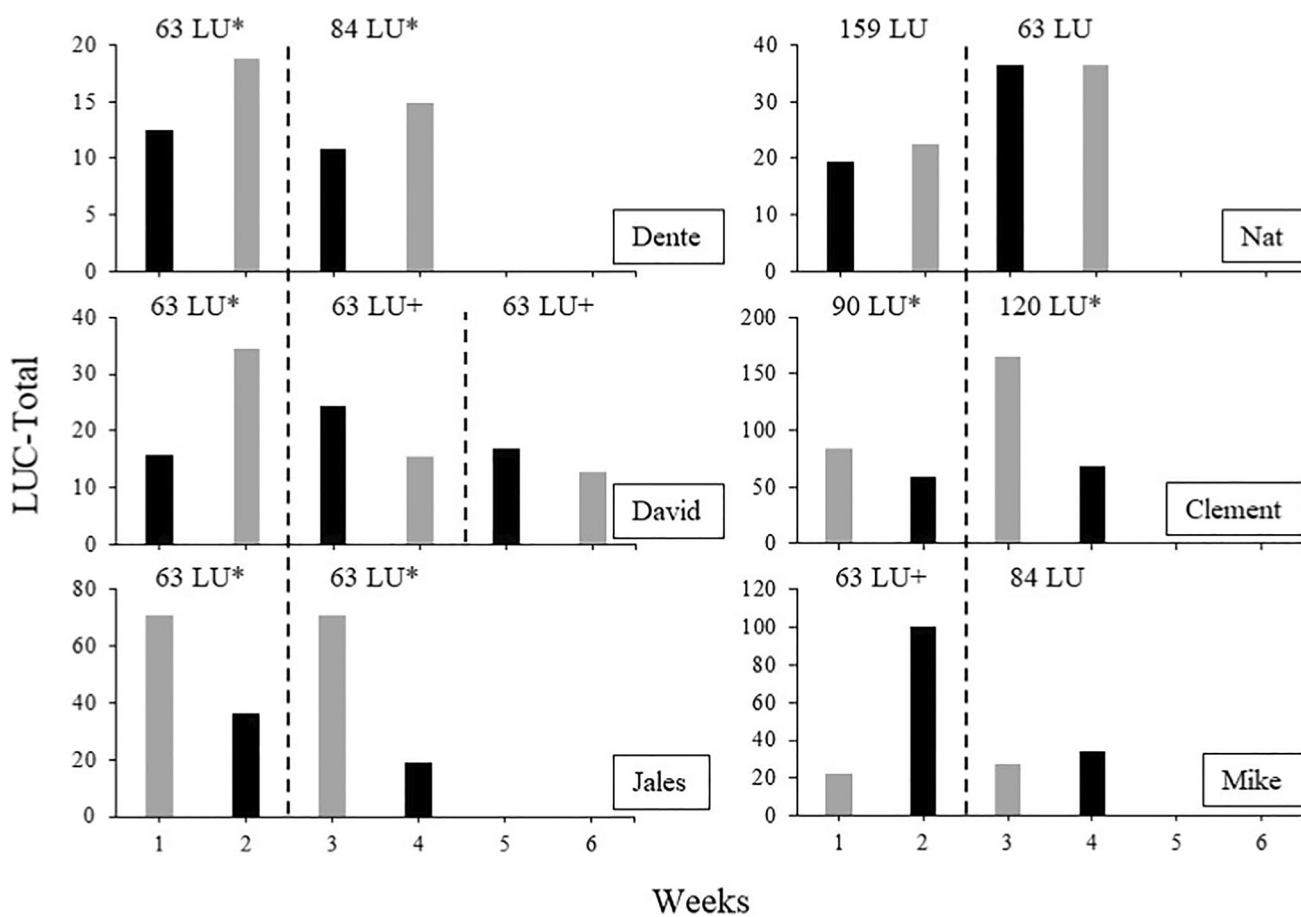 LUC-Total
63 LU*
84 LU*
20
15
10
5
0
Dente
159 LU
63 LU
40
30
20
10
0
Nat
63 LU*
63 LU+
63 LU+
40
30
20
10
0
David
90 LU*
120 LU*
200
150
100
50
0
Clement
63 LU*
63 LU*
80
60
40
20
0
Jales
1 2 3 4 5 6
63 LU+
84 LU
120
100
80
60
40
20
0
Mike
1 2 3 4 5 6
Weeks